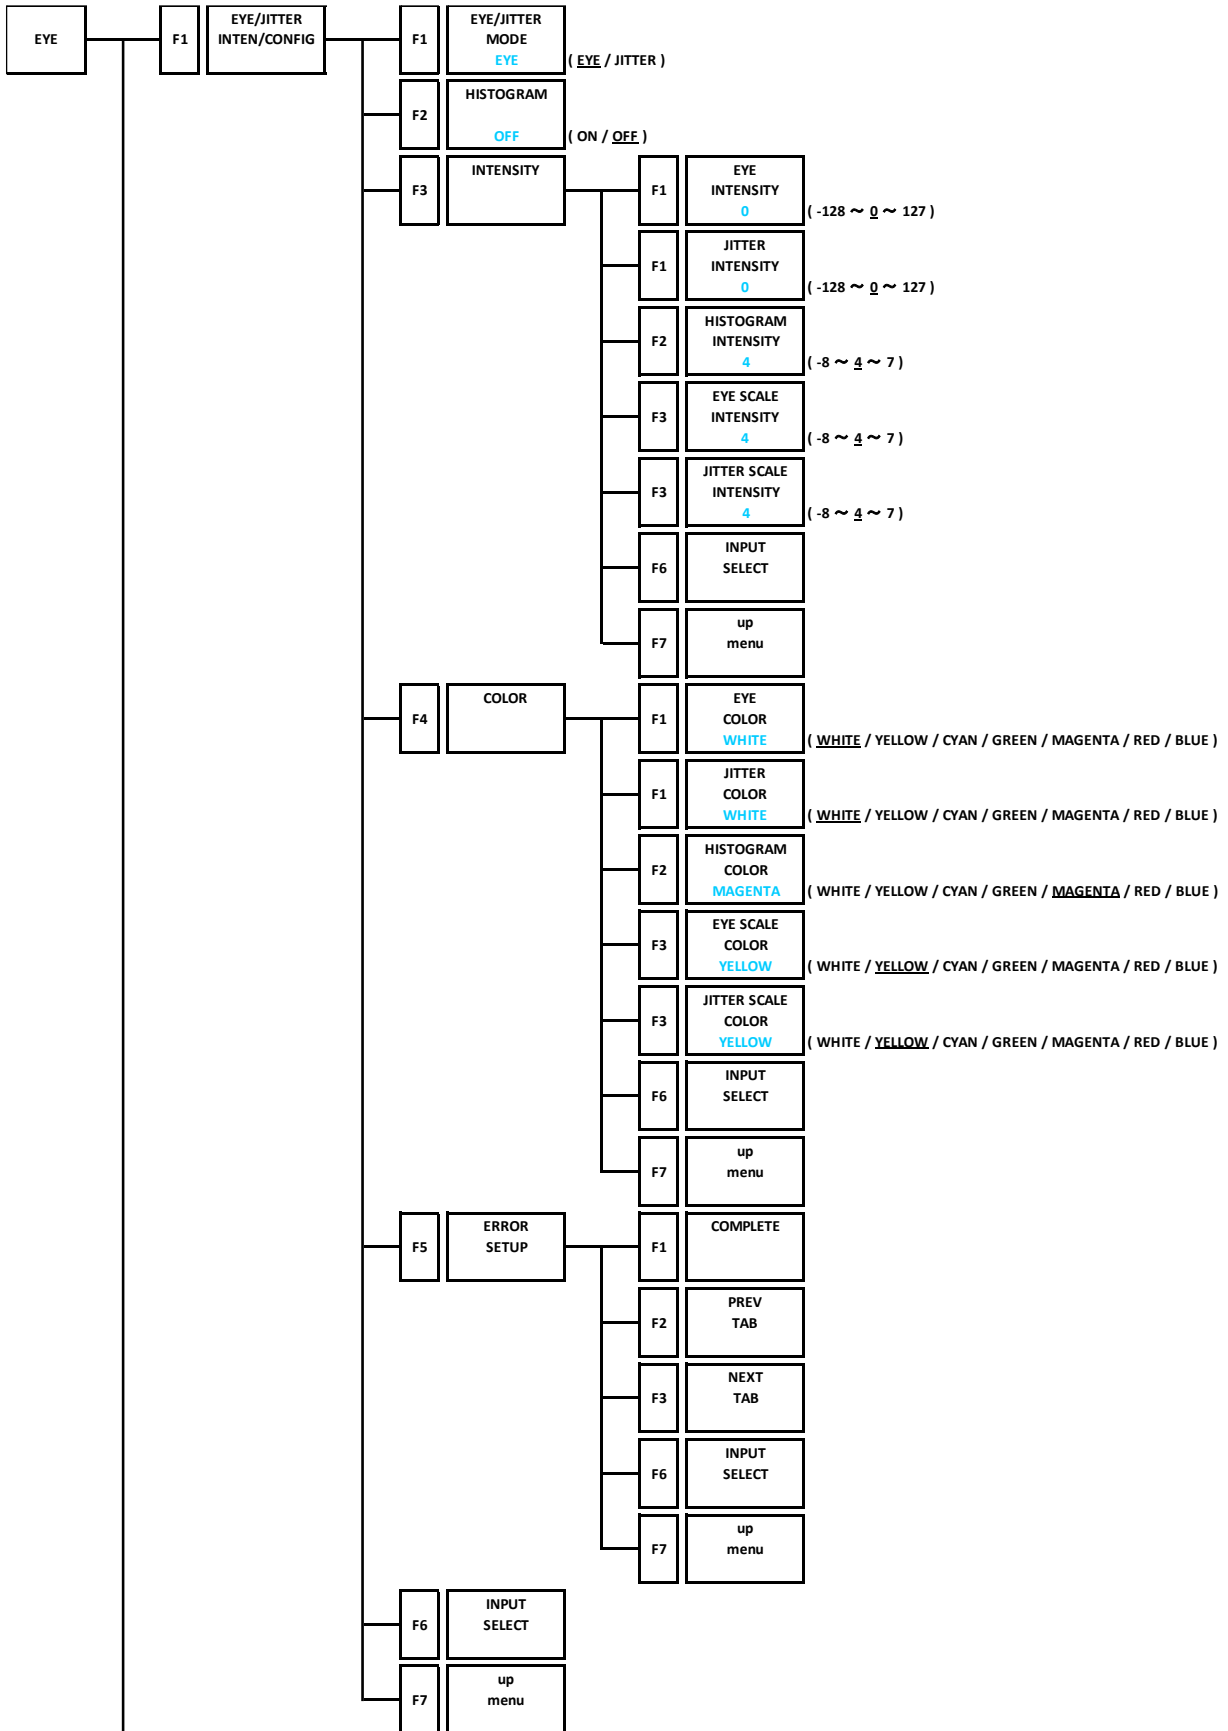 EYE
F1
EYE/JITTER
INTEN/CONFIG
F1
EYE/JITTER
MODE
EYE
( EYE / JITTER )
F2
HISTOGRAM
OFF
( ON / OFF )
F3
INTENSITY
F1
EYE
INTENSITY
0
( -128 ～ 0 ～ 127 )
F1
JITTER
INTENSITY
0
( -128 ～ 0 ～ 127 )
F2
HISTOGRAM
INTENSITY
4
( -8 ～ 4 ～ 7 )
F3
EYE SCALE
INTENSITY
4
( -8 ～ 4 ～ 7 )
F3
JITTER SCALE
INTENSITY
4
( -8 ～ 4 ～ 7 )
F6
INPUT
SELECT
F7
up
menu
F4
COLOR
F1
EYE
COLOR
WHITE
( WHITE / YELLOW / CYAN / GREEN / MAGENTA / RED / BLUE )
F1
JITTER
COLOR
WHITE
( WHITE / YELLOW / CYAN / GREEN / MAGENTA / RED / BLUE )
F2
HISTOGRAM
COLOR
MAGENTA
( WHITE / YELLOW / CYAN / GREEN / MAGENTA / RED / BLUE )
F3
EYE SCALE
COLOR
YELLOW
( WHITE / YELLOW / CYAN / GREEN / MAGENTA / RED / BLUE )
F3
JITTER SCALE
COLOR
YELLOW
( WHITE / YELLOW / CYAN / GREEN / MAGENTA / RED / BLUE )
F6
INPUT
SELECT
F7
up
menu
F5
ERROR
SETUP
F1
COMPLETE
F2
PREV
TAB
F3
NEXT
TAB
F6
INPUT
SELECT
F7
up
menu
F6
INPUT
SELECT
F7
up
menu